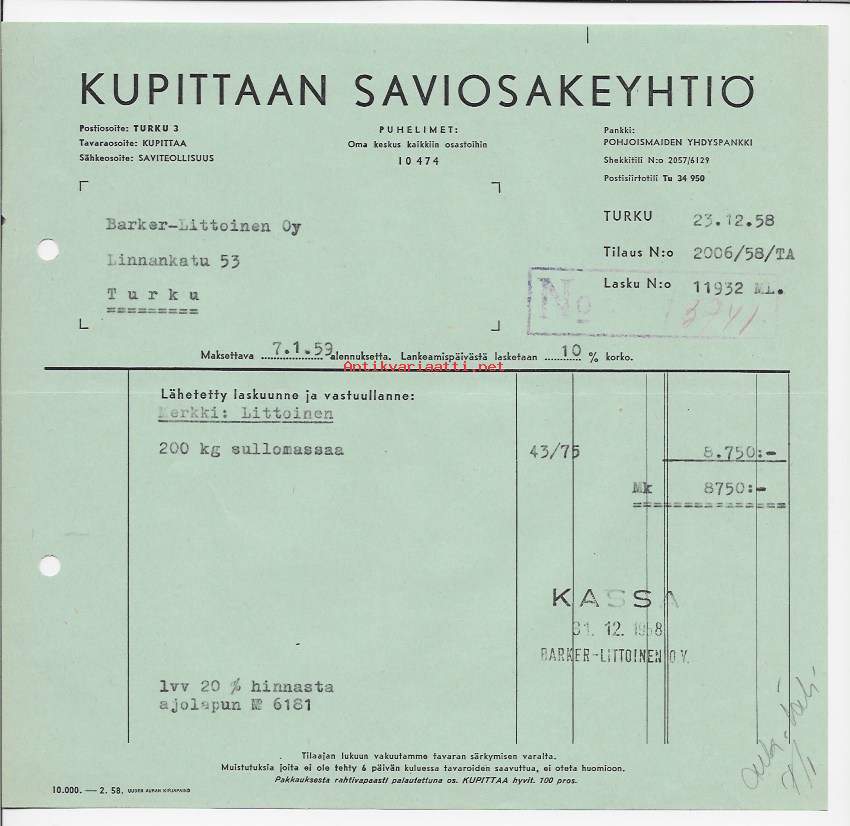 KUPITTAAN SAVIOSAKEYHTIÖ
Postiosoite: TURKU 3
Tavaraosoite: KUPITTAA
Sähkeosoite: SAVITEOLLISUUS
PUHELIMET:
Oma keskus kaikkiin osastoihin
10 474
Pankki:
POHJOISMAIDEN YHDYSPANKKI
Shekkitili N:o 2057/6129
Postisiirtotili Tu 34 950
Barker-Littoinen Oy
Linnankatu 53
T u r k u
TURKU 23.12.58
Tilaus N:o 2006/58/TA
Lasku N:o 11932 ML.
No
Maksettava 7.1.59 alennuksetta. Lankeamispäivästä lasketaan 10 % korko.
Antikvariaatti.net
Lähetetty laskuunne ja vastuullanne:
Merkki: Littoinen
200 kg sullomassaa 43/75 8.750:-
Mk 8750:-
KASSA
31. 12. 1958
BARKER-LITTOINEN O.Y.
lvv 20 % hinnasta
ajolapun № 6181
Tilaajan lukuun vakuutamme tavaran särkymisen varalta.
Muistutuksia joita ei ole tehty 6 päivän kuluessa tavaroiden saavuttua, ei oteta huomioon.
Pakkauksesta rahtivapaasti palautettuna os. KUPITTAA hyvit. 100 pros.
10.000. — 2. 58. UUDEN AURAN KIRJAPAINO